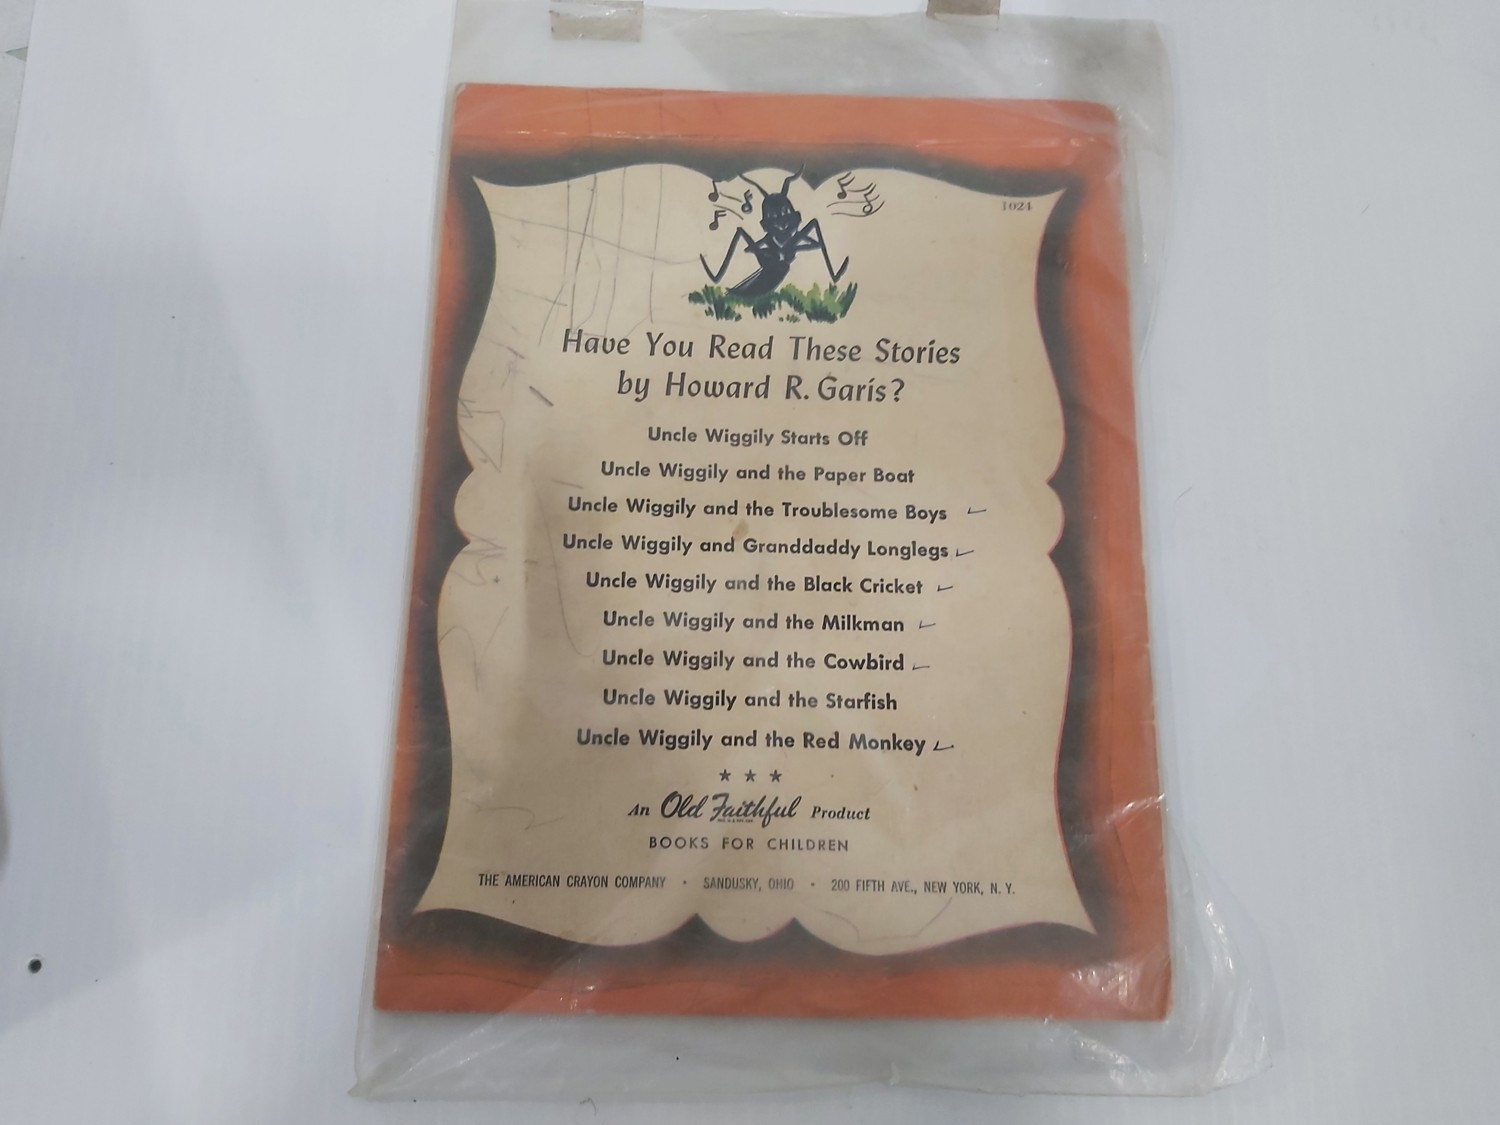 1024
Have You Read These Stories
by Howard R. Garis?
Uncle Wiggily Starts Off
Uncle Wiggily and the Paper Boat
Uncle Wiggily and the Troublesome Boys
Uncle Wiggily and Granddaddy Longlegs
Uncle Wiggily and the Black Cricket
Uncle Wiggily and the Milkman
Uncle Wiggily and the Cowbird
Uncle Wiggily and the Starfish
Uncle Wiggily and the Red Monkey
★ ★ ★
An Old Faithful Product
BOOKS FOR CHILDREN
THE AMERICAN CRAYON COMPANY • SANDUSKY, OHIO • 200 FIFTH AVE., NEW YORK, N. Y.